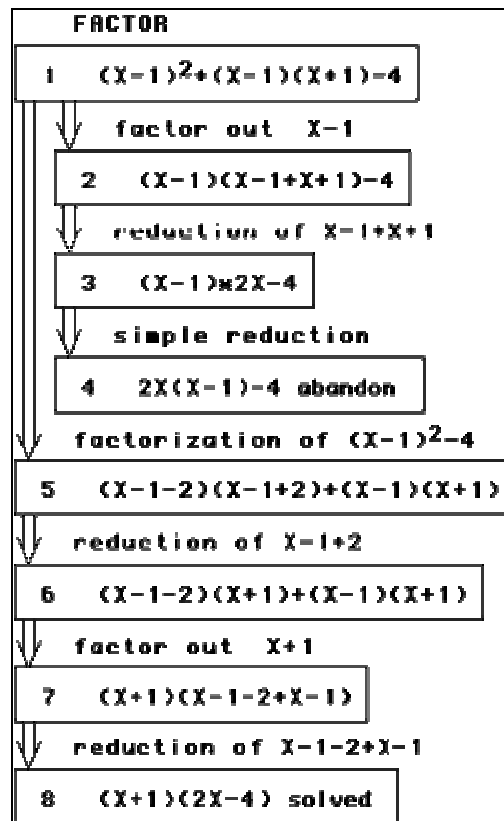 FACTOR
1 (X-1)²+(X-1)(X+1)-4
factor out X-1
2 (X-1)(X-1+X+1)-4
reduction of X-1+X+1
3 (X-1)*2X-4
simple reduction
4 2X(X-1)-4 abandon
factorization of (X-1)²-4
5 (X-1-2)(X-1+2)+(X-1)(X+1)
reduction of X-1+2
6 (X-1-2)(X+1)+(X-1)(X+1)
factor out X+1
7 (X+1)(X-1-2+X-1)
reduction of X-1-2+X-1
8 (X+1)(2X-4) solved